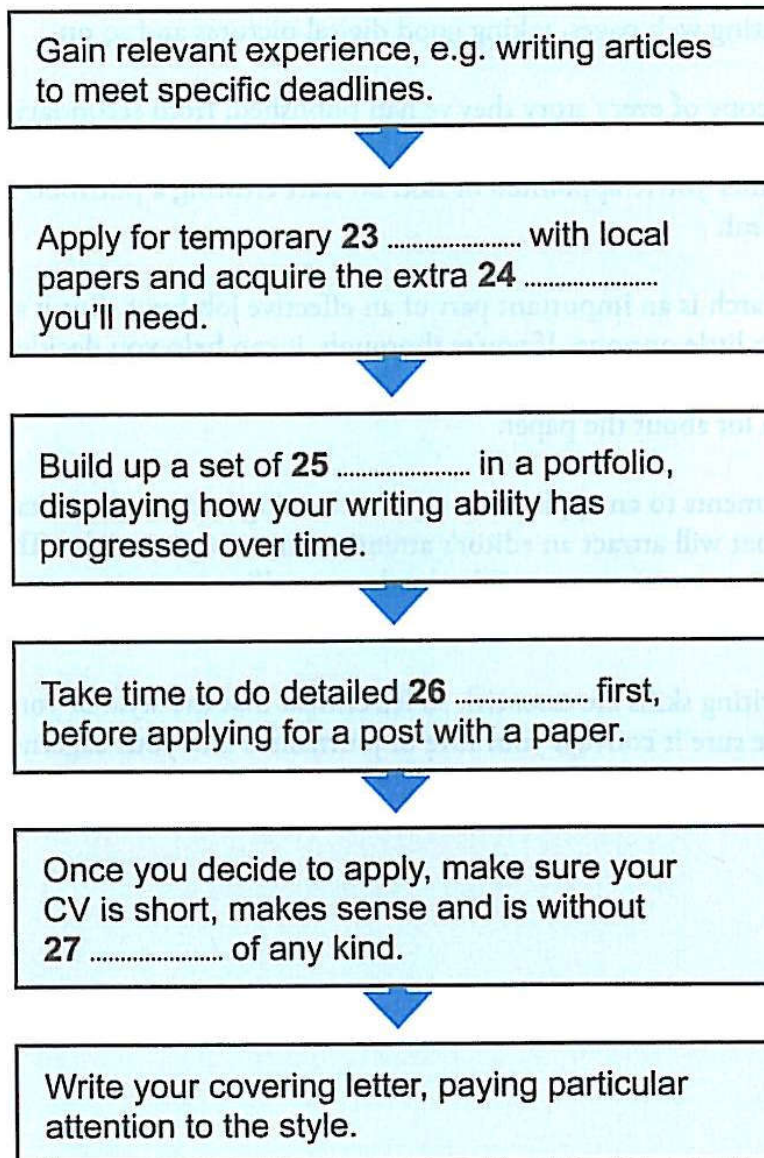 Gain relevant experience, e.g. writing articles
to meet specific deadlines.
Apply for temporary 23 .................... with local
papers and acquire the extra 24 ....................
you'll need.
Build up a set of 25 .................... in a portfolio,
displaying how your writing ability has
progressed over time.
Take time to do detailed 26 .................... first,
before applying for a post with a paper.
Once you decide to apply, make sure your
CV is short, makes sense and is without
27 .................... of any kind.
Write your covering letter, paying particular
attention to the style.